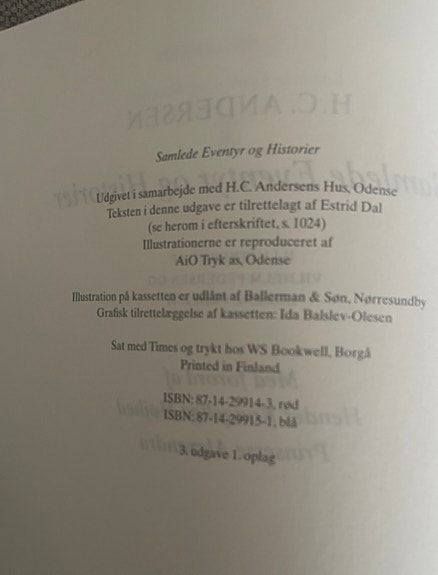 Samlede Eventyr og Historier
Udgivet i samarbejde med H.C. Andersens Hus, Odense
Teksten i denne udgave er tilrettelagt af Estrid Dal
(se herom i efterskriftet, s. 1024)
Illustrationerne er reproduceret af
AiO Tryk as, Odense
Illustration på kassetten er udlånt af Ballerman & Søn, Nørresundby
Grafisk tilrettelæggelse af kassetten: Ida Balslev-Olesen
Sat med Times og trykt hos WS Bookwell, Borgå
Printed in Finland
ISBN: 87-14-29914-3, rød
ISBN: 87-14-29915-1, blå
3. udgave 1. oplag